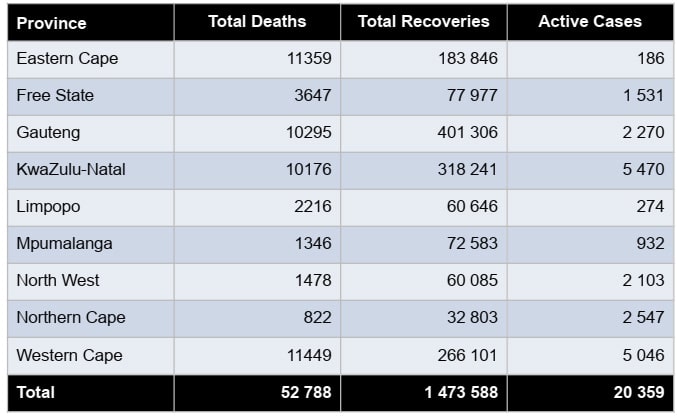 Province Total Deaths Total Recoveries Active Cases
Eastern Cape 11359 183 846 186
Free State 3647 77 977 1 531
Gauteng 10295 401 306 2 270
KwaZulu-Natal 10176 318 241 5 470
Limpopo 2216 60 646 274
Mpumalanga 1346 72 583 932
North West 1478 60 085 2 103
Northern Cape 822 32 803 2 547
Western Cape 11449 266 101 5 046
Total 52 788 1 473 588 20 359